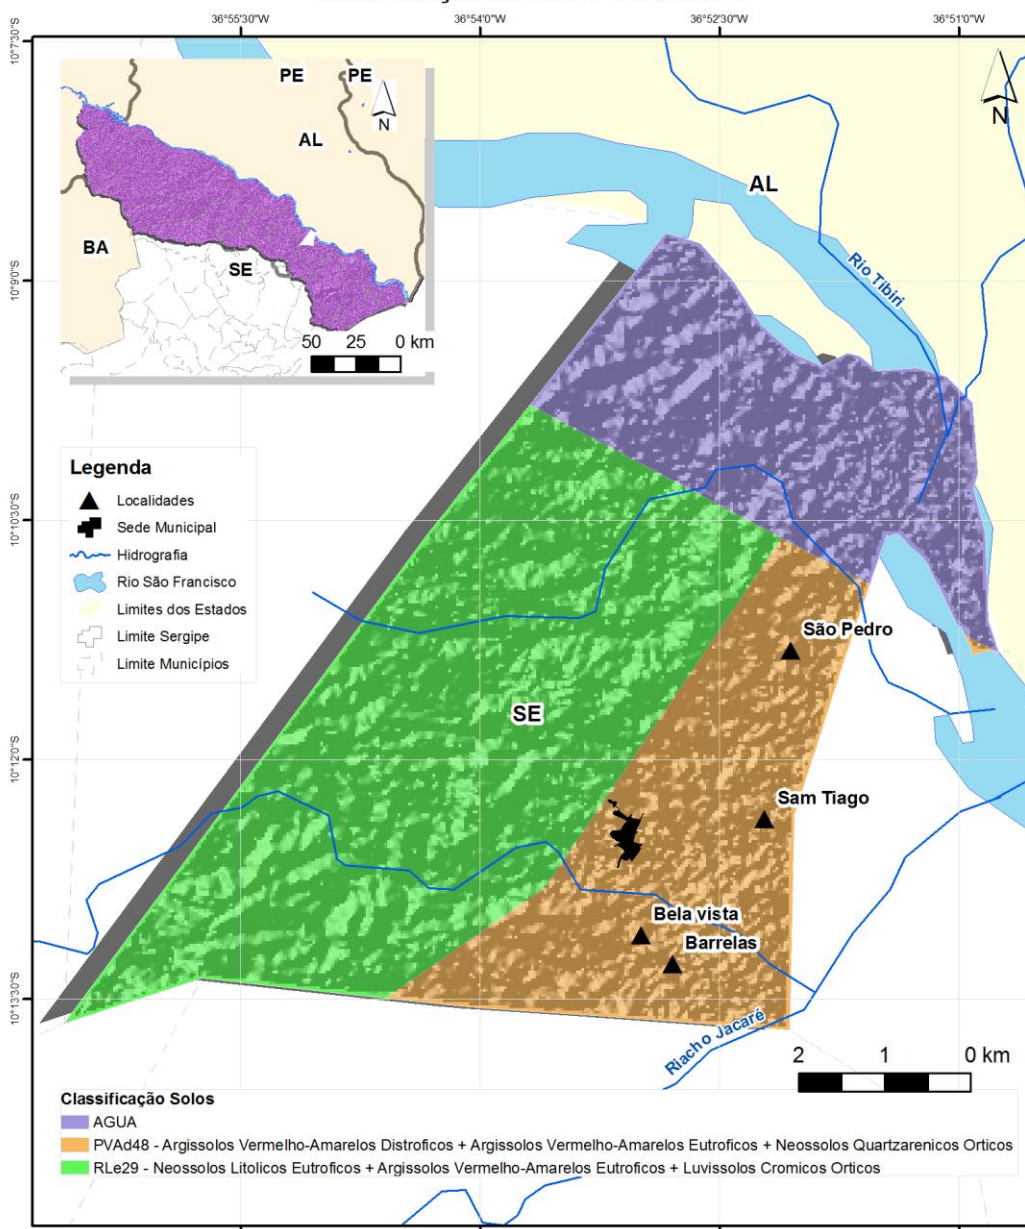 36°55'30"W
36°54'0"W
36°52'30"W
36°51'0"W
10°7'30"S
10°9'0"S
10°10'30"S
10°12'0"S
10°13'30"S
PE
PE
N
AL
BA
SE
50 25 0 km
N
AL
Rio Tibiri
Legenda
Localidades
Sede Municipal
Hidrografia
Rio São Francisco
Limites dos Estados
Limite Sergipe
Limite Municípios
São Pedro
SE
Sam Tiago
Bela vista
Barrelas
Riacho Jacaré
2 1 0 km
Classificação Solos
AGUA
PVAd48 - Argissolos Vermelho-Amarelos Distroficos + Argissolos Vermelho-Amarelos Eutroficos + Neossolos Quartzarenicos Orticos
RLe29 - Neossolos Litolicos Eutroficos + Argissolos Vermelho-Amarelos Eutroficos + Luvissolos Cromicos Orticos